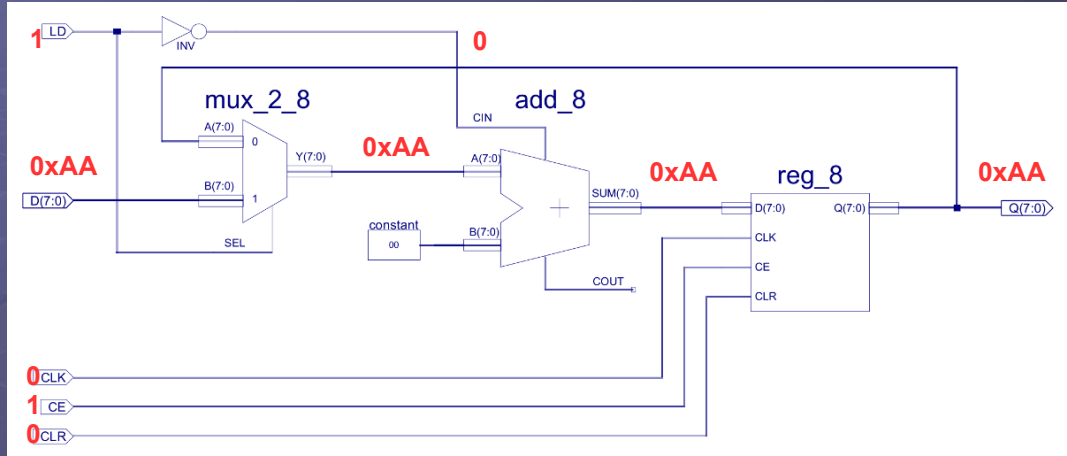 1 LD
INV
0
mux_2_8
add_8
CIN
A(7:0)
0
0xAA
D(7:0)
B(7:0)
1
Y(7:0)
SEL
0xAA
A(7:0)
constant
00
B(7:0)
SUM(7:0)
COUT
0xAA
reg_8
D(7:0)
Q(7:0)
CLK
CE
CLR
0xAA
Q(7:0)
0 CLK
1 CE
0 CLR